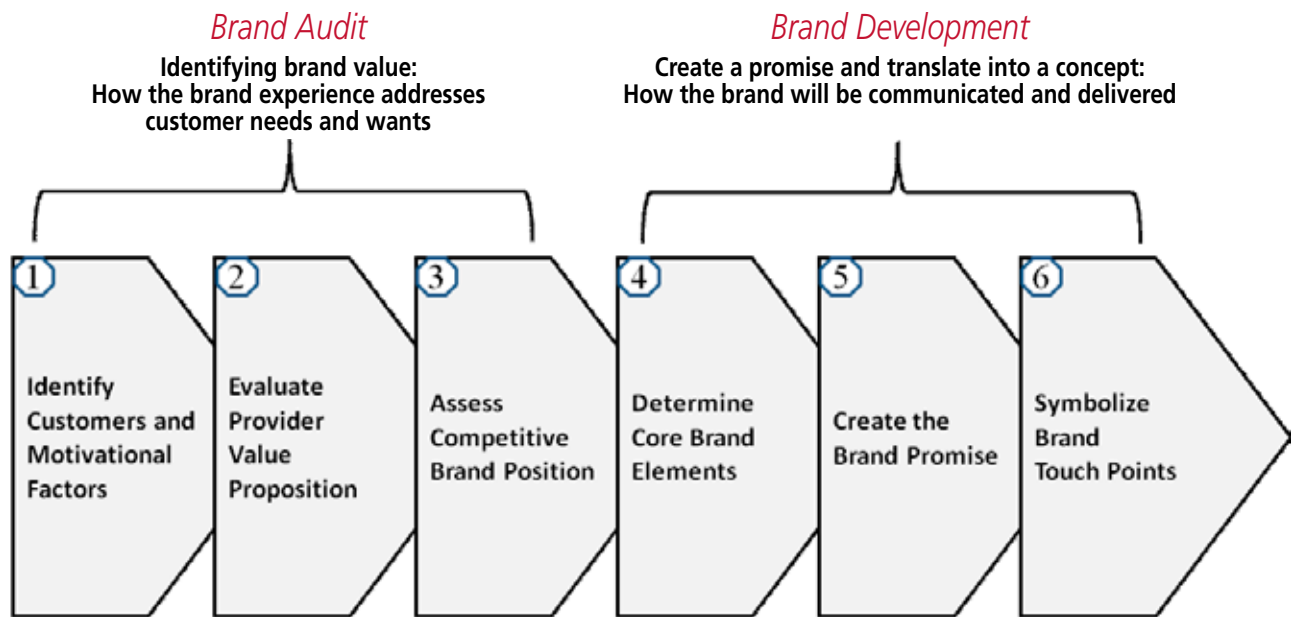 Brand Audit
Identifying brand value:
How the brand experience addresses
customer needs and wants
Brand Development
Create a promise and translate into a concept:
How the brand will be communicated and delivered
1
Identify
Customers and
Motivational
Factors
2
Evaluate
Provider
Value
Proposition
3
Assess
Competitive
Brand Position
4
Determine
Core Brand
Elements
5
Create the
Brand Promise
6
Symbolize
Brand
Touch Points